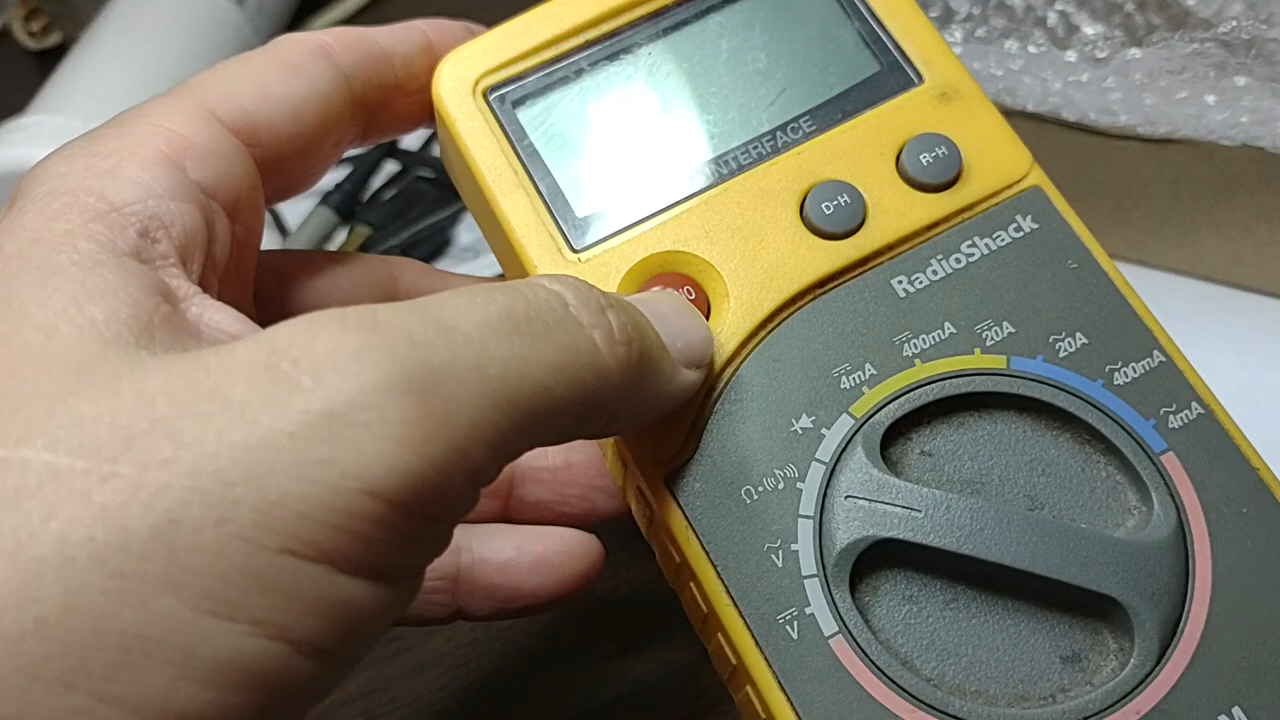 INTERFACE
R-H
D-H
RadioShack
4mA
400mA
20A
20A
400mA
4mA
Ω•
V
V